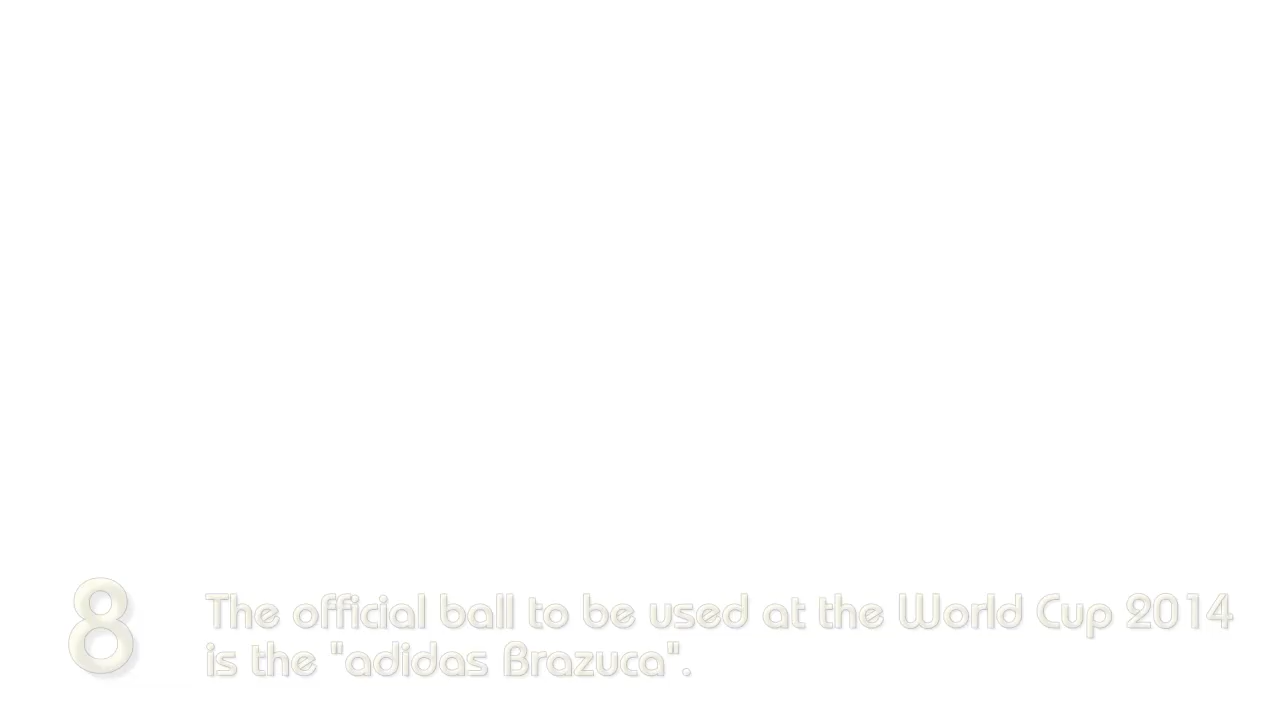 8
The official ball to be used at the World Cup 2014
is the "adidas Brazuca".